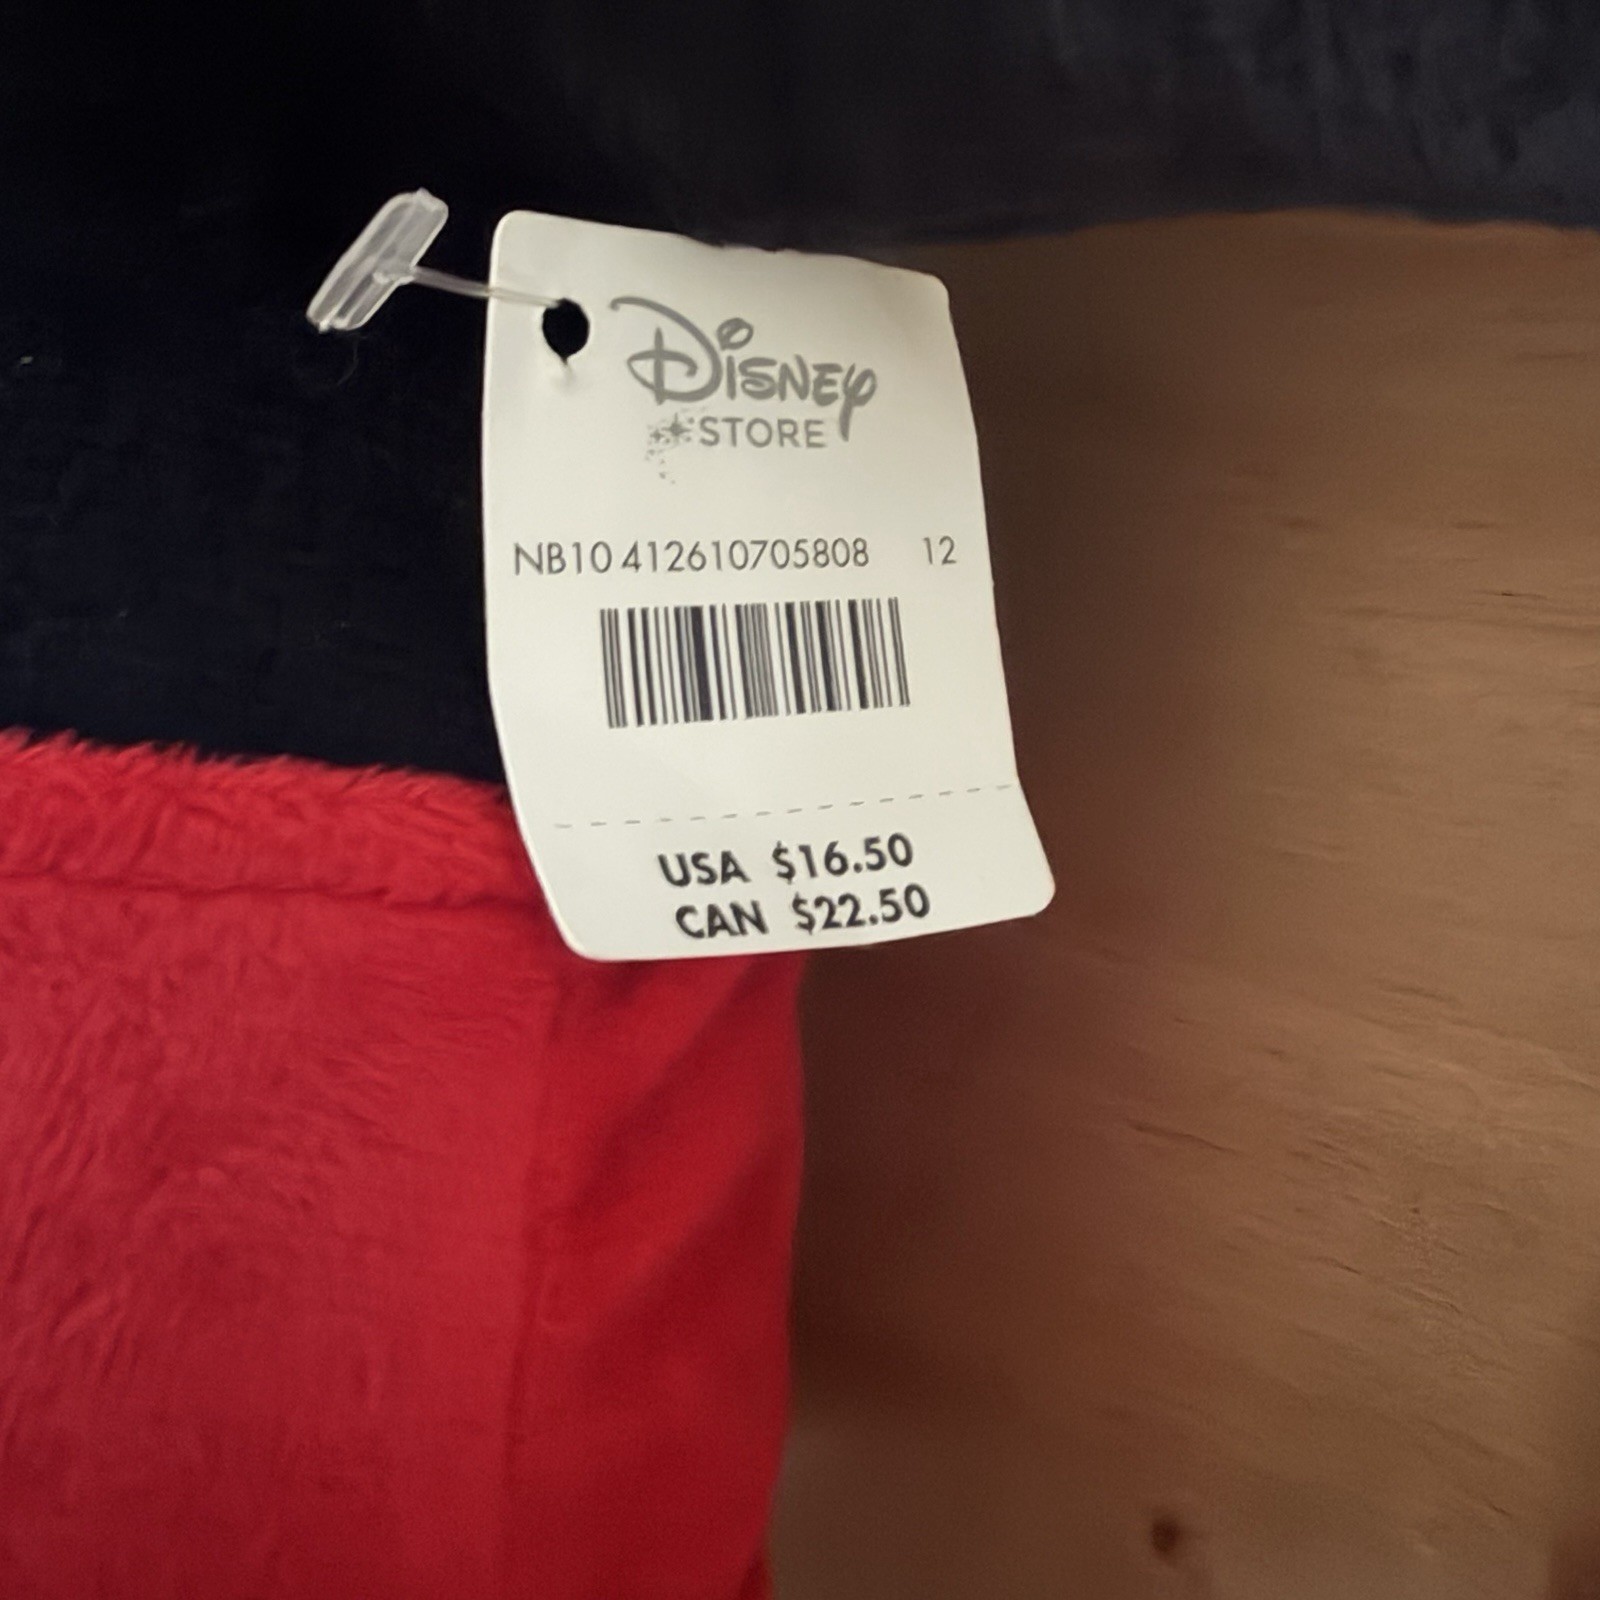 Disney
STORE
NB10 412610705808 12
USA $16.50
CAN $22.50